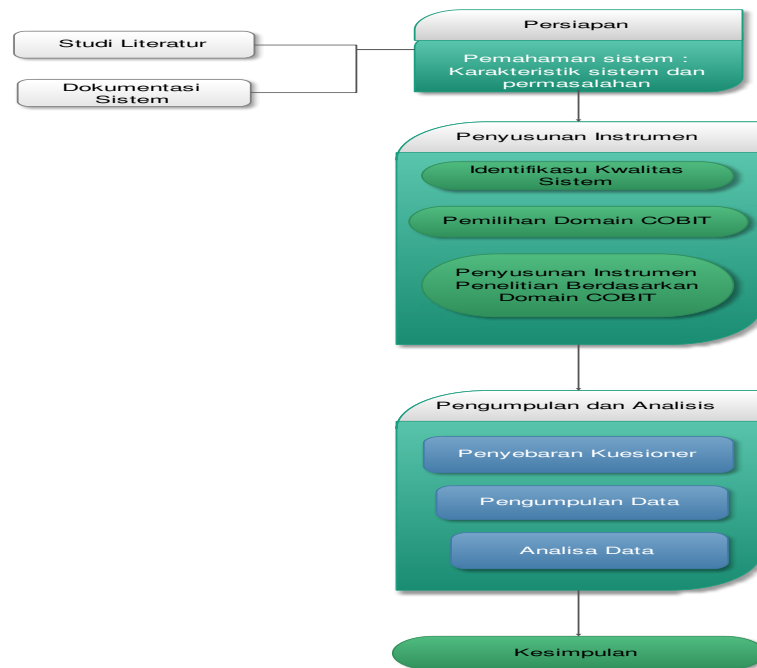 Persiapan
Studi Literatur
Pemahaman sistem :
Karakteristik sistem dan
permasalahan
Dokumentasi
Sistem
Penyusunan Instrumen
Identifikasu Kwalitas
Sistem
Pemilihan Domain COBIT
Penyusunan Instrumen
Penelitian Berdasarkan
Domain COBIT
Pengumpulan dan Analisis
Penyebaran Kuesioner
Pengumpulan Data
Analisa Data
Kesimpulan